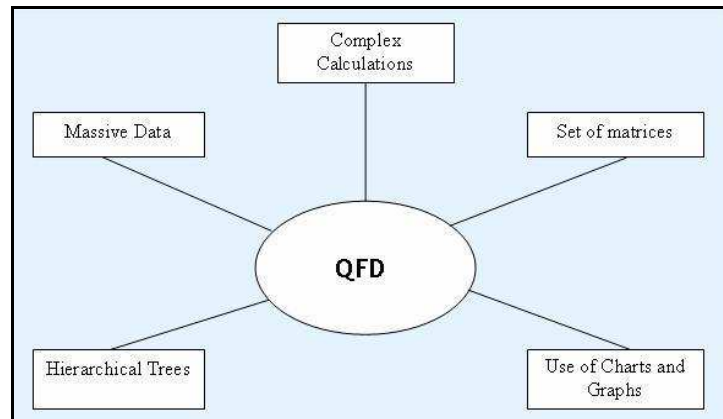 Complex
Calculations
Massive Data
Set of matrices
QFD
Hierarchical Trees
Use of Charts and
Graphs